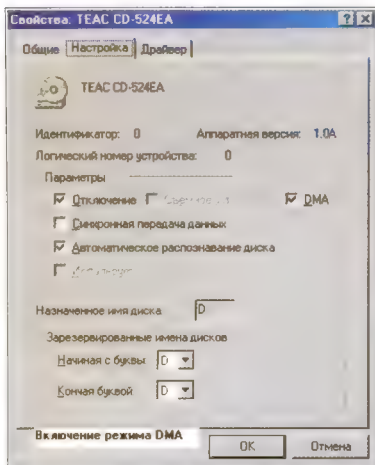 Свойства: TEAC CD-524EA
Общие Настройка Драйвер
TEAC CD-524EA
Идентификатор: 0 Аппаратная версия: 1.0A
Логический номер устройства: 0
Параметры
Отключение DMA
Синхронная передача данных
Автоматическое распознавание диска
Назначенное имя диска D
Зарезервированные имена дисков
Начиная с буквы D
Кончая буквой D
Включение режима DMA
OK Отмена